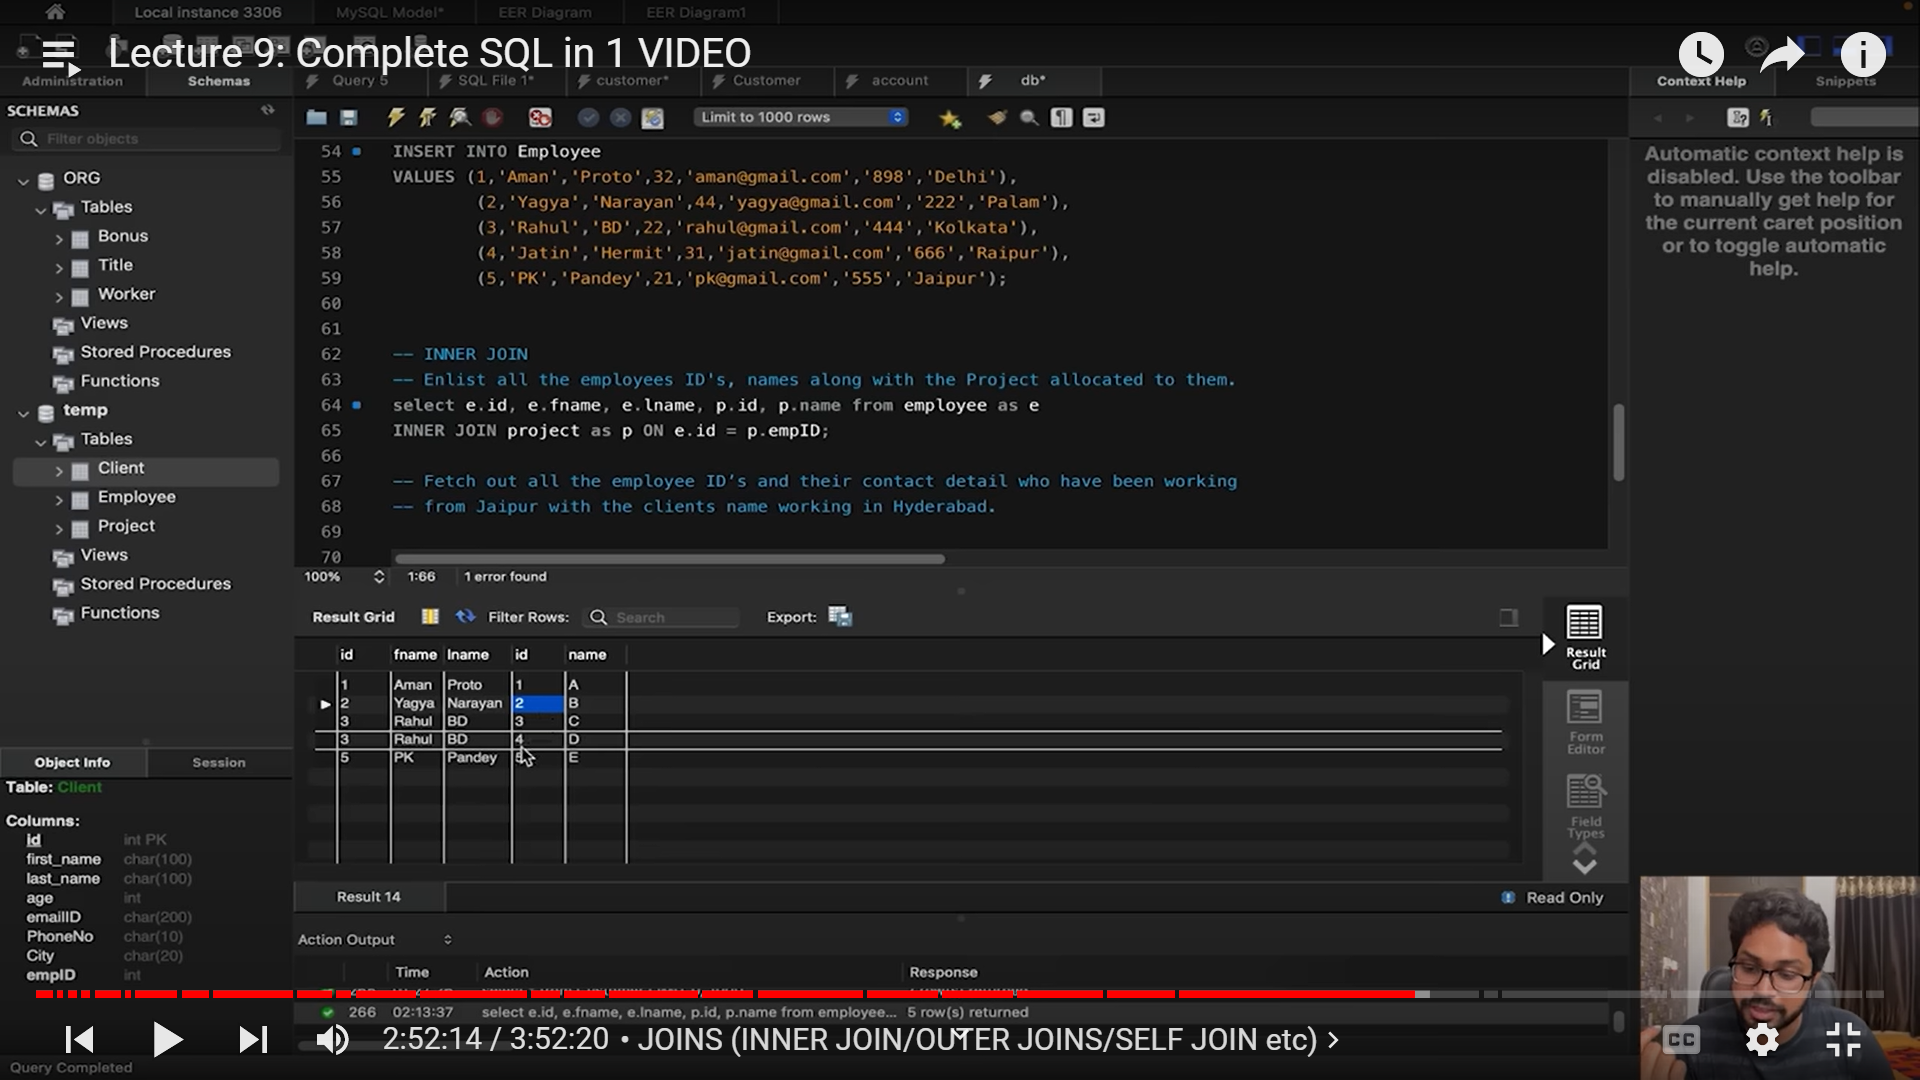 Local instance 3306
MySQL Model*
EER Diagram
EER Diagram1
Lecture 9: Complete SQL in 1 VIDEO
Administration
Schemas
Query 5
SQL File 1*
customer*
Customer
account
db*
Context Help
Snippets
SCHEMAS
Filter objects
Limit to 1000 rows
ORG
Tables
Bonus
Title
Worker
Views
Stored Procedures
Functions
temp
Tables
Client
Employee
Project
Views
Stored Procedures
Functions
54 INSERT INTO Employee
55 VALUES (1,'Aman','Proto',32,'aman@gmail.com','898','Delhi'),
56 (2,'Yagya','Narayan',44,'yagya@gmail.com','222','Palam'),
57 (3,'Rahul','BD',22,'rahul@gmail.com','444','Kolkata'),
58 (4,'Jatin','Hermit',31,'jatin@gmail.com','666','Raipur'),
59 (5,'PK','Pandey',21,'pk@gmail.com','555','Jaipur');
60
61
62 -- INNER JOIN
63 -- Enlist all the employees ID's, names along with the Project allocated to them.
64 select e.id, e.fname, e.lname, p.id, p.name from employee as e
65 INNER JOIN project as p ON e.id = p.empID;
66
67 -- Fetch out all the employee ID's and their contact detail who have been working
68 -- from Jaipur with the clients name working in Hyderabad.
69
70
Automatic context help is
disabled. Use the toolbar
to manually get help for
the current caret position
or to toggle automatic
help.
100% 1:66 1 error found
Result Grid Filter Rows: Search Export:
id fname lname id name
1 Aman Proto 1 A
2 Yagya Narayan 2 B
3 Rahul BD 3 C
3 Rahul BD 4 D
5 PK Pandey 5 E
Result
Grid
Form
Editor
Field
Types
Object Info
Session
Table: Client
Columns:
id int PK
first_name char(100)
last_name char(100)
age int
emailID char(200)
PhoneNo char(10)
City char(20)
empID int
Result 14
Read Only
Action Output
Time Action Response
266 02:13:37 select e.id, e.fname, e.lname, p.id, p.name from employee... 5 row(s) returned
2:52:14 / 3:52:20 • JOINS (INNER JOIN/OUTER JOINS/SELF JOIN etc) >
CC
Query Completed